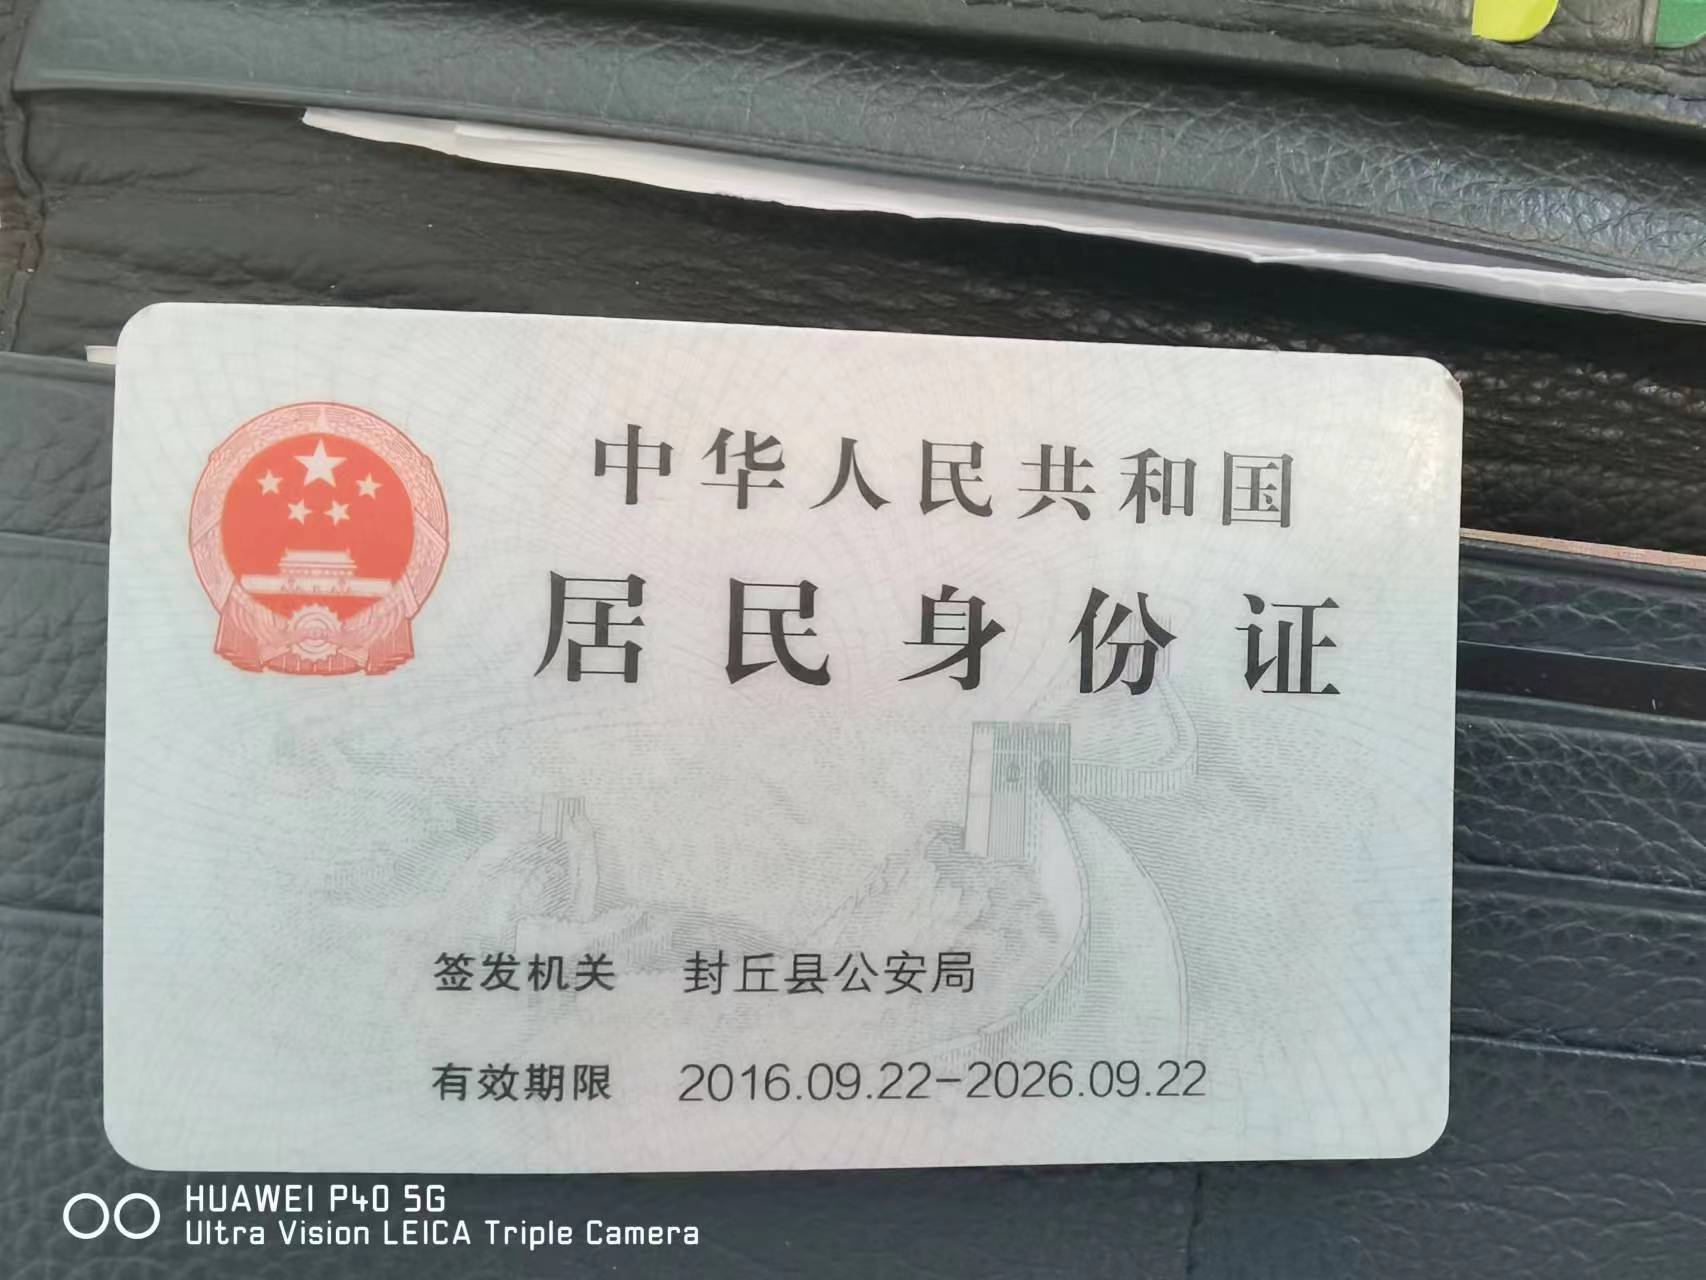 中华人民共和国
居民身份证
签发机关 封丘县公安局
有效期限 2016.09.22-2026.09.22
HUAWEI P40 5G
Ultra Vision LEICA Triple Camera